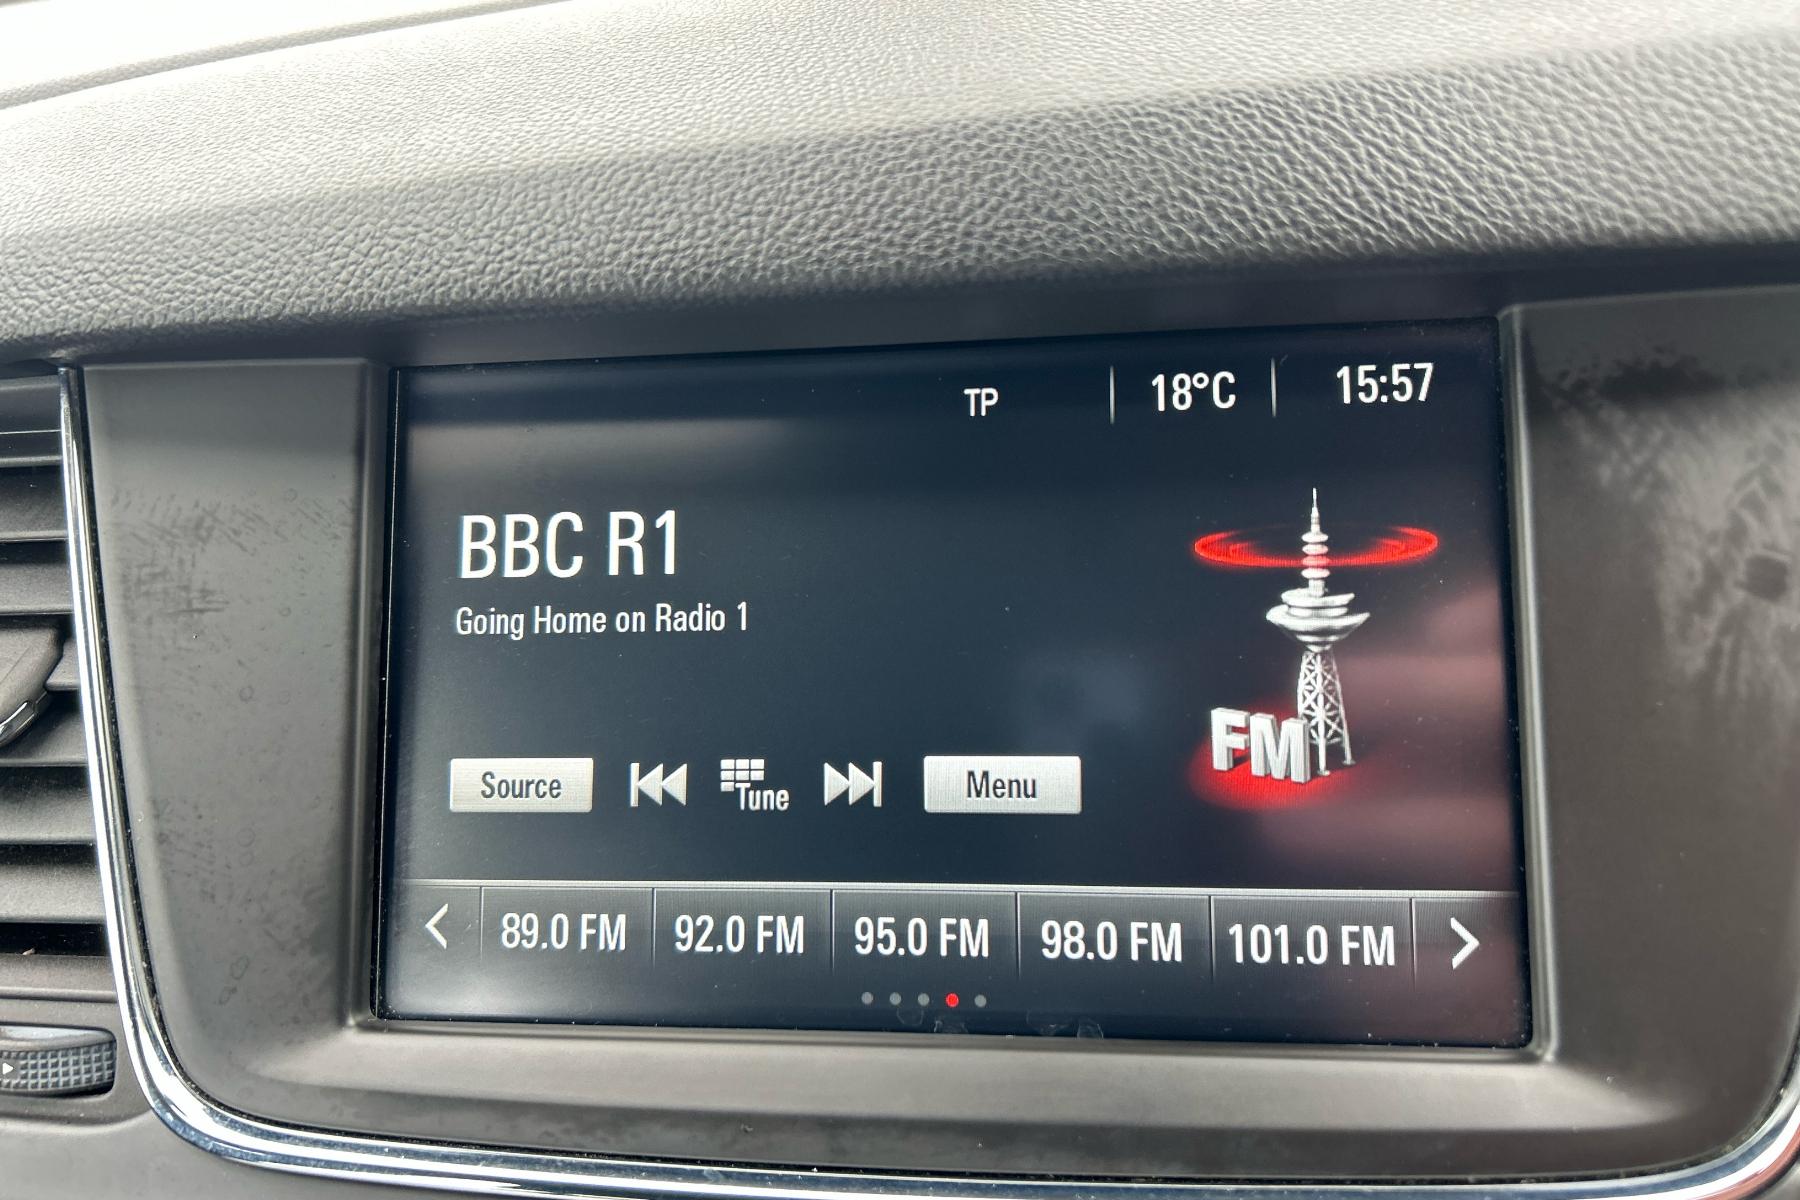 TP 18°C 15:57
BBC R1
Going Home on Radio 1
Source Tune Menu
FM
89.0 FM 92.0 FM 95.0 FM 98.0 FM 101.0 FM